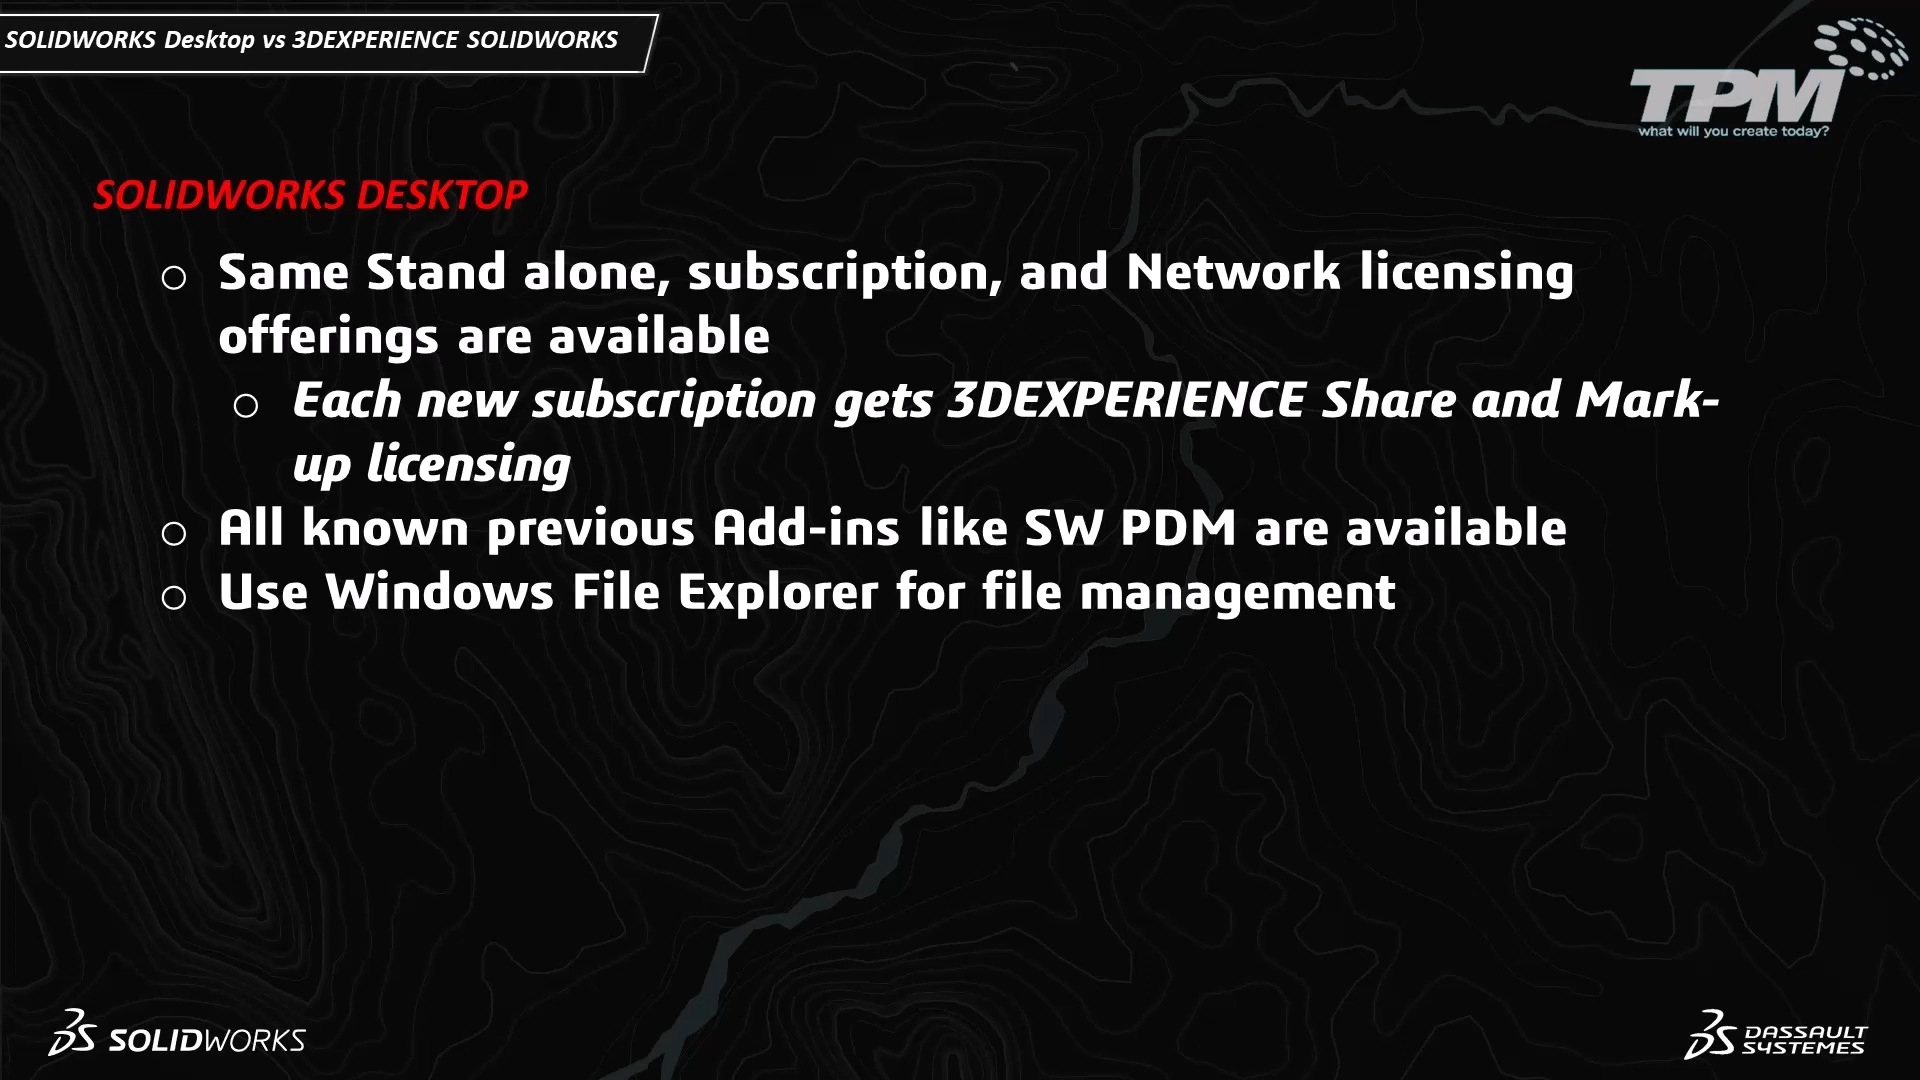 SOLIDWORKS Desktop vs 3DEXPERIENCE SOLIDWORKS
TPM
what will you create today?
SOLIDWORKS DESKTOP
Same Stand alone, subscription, and Network licensing
offerings are available
Each new subscription gets 3DEXPERIENCE Share and Mark-
up licensing
All known previous Add-ins like SW PDM are available
Use Windows File Explorer for file management
SOLIDWORKS
DASSAULT
SYSTEMES